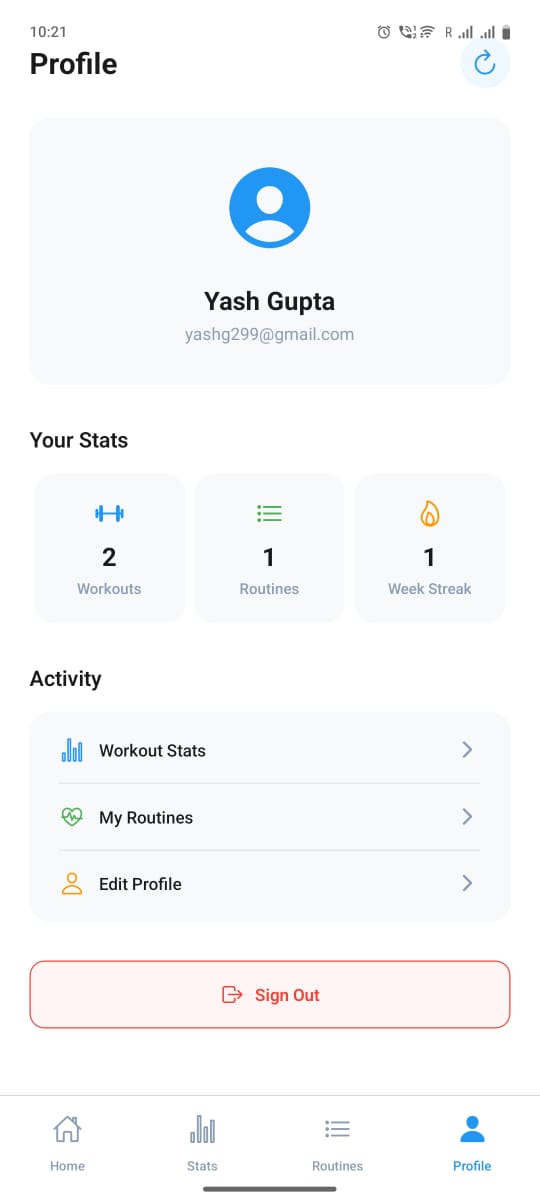 10:21
R
Profile
Yash Gupta
yashg299@gmail.com
Your Stats
2
Workouts
1
Routines
1
Week Streak
Activity
Workout Stats
My Routines
Edit Profile
Sign Out
Home
Stats
Routines
Profile